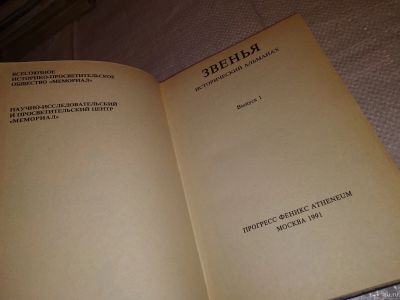 ВСЕСОЮЗНОЕ
ИСТОРИКО-ПРОСВЕТИТЕЛЬСКОЕ
ОБЩЕСТВО «МЕМОРИАЛ»
НАУЧНО-ИССЛЕДОВАТЕЛЬСКИЙ
И ПРОСВЕТИТЕЛЬСКИЙ ЦЕНТР
«МЕМОРИАЛ»
ЗВЕНЬЯ
ИСТОРИЧЕСКИЙ АЛЬМАНАХ
Выпуск 1
ПРОГРЕСС ФЕНИКС ATHENEUM
МОСКВА 1991